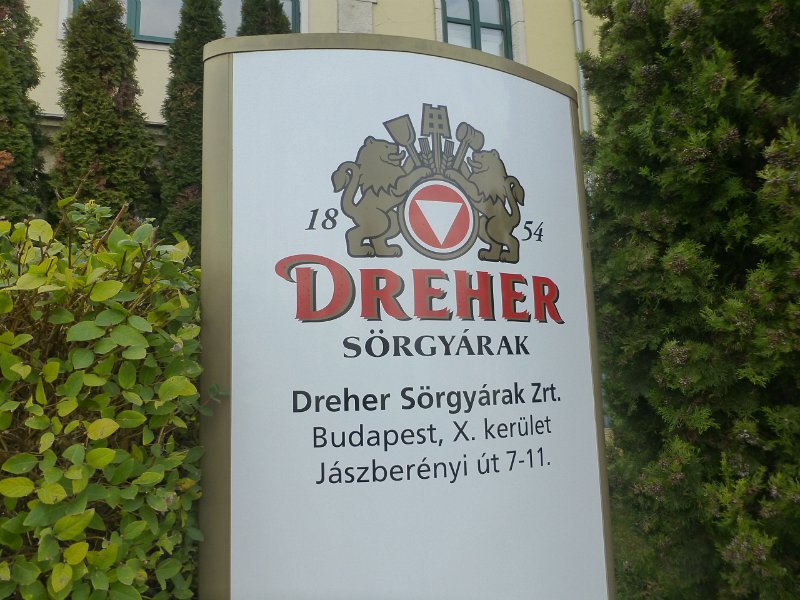 18 54
DREHER
SÖRGYÁRAK
Dreher Sörgyárak Zrt.
Budapest, X. kerület
Jászberényi út 7-11.